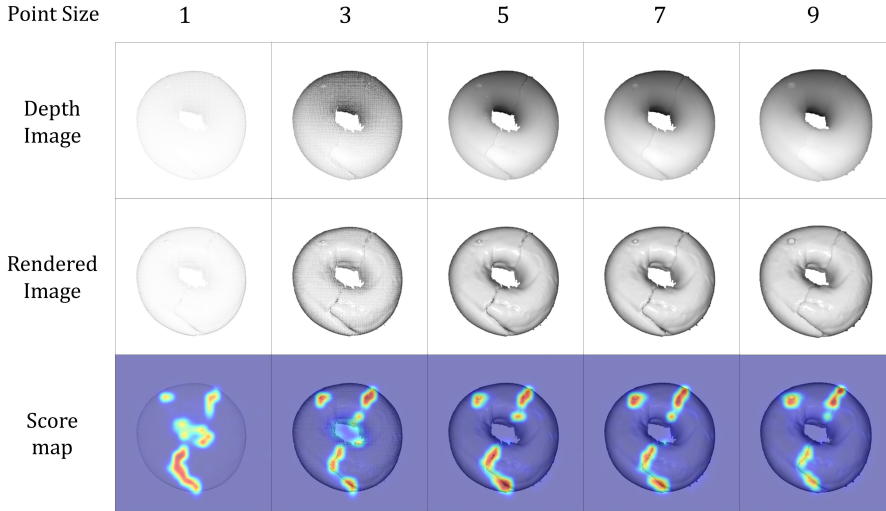 Point Size 1 3 5 7 9
Depth
Image
Rendered
Image
Score
map